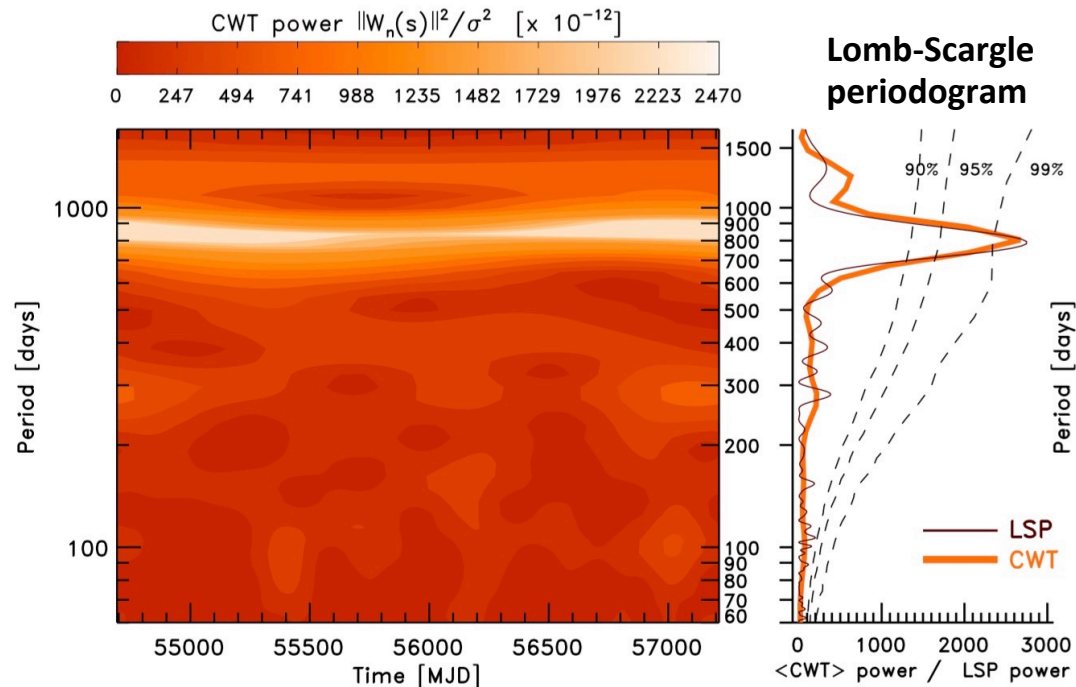 CWT power ||Wn(s)||²/σ² [x 10⁻¹²]
0 247 494 741 988 1235 1482 1729 1976 2223 2470
Lomb-Scargle
periodogram
Period [days]
1000
100
55000 55500 56000 56500 57000
Time [MJD]
1500
1000
900
800
700
600
500
400
300
200
100
90
80
70
60
90% 95% 99%
Period [days]
LSP
CWT
0 1000 2000 3000
<CWT> power / LSP power